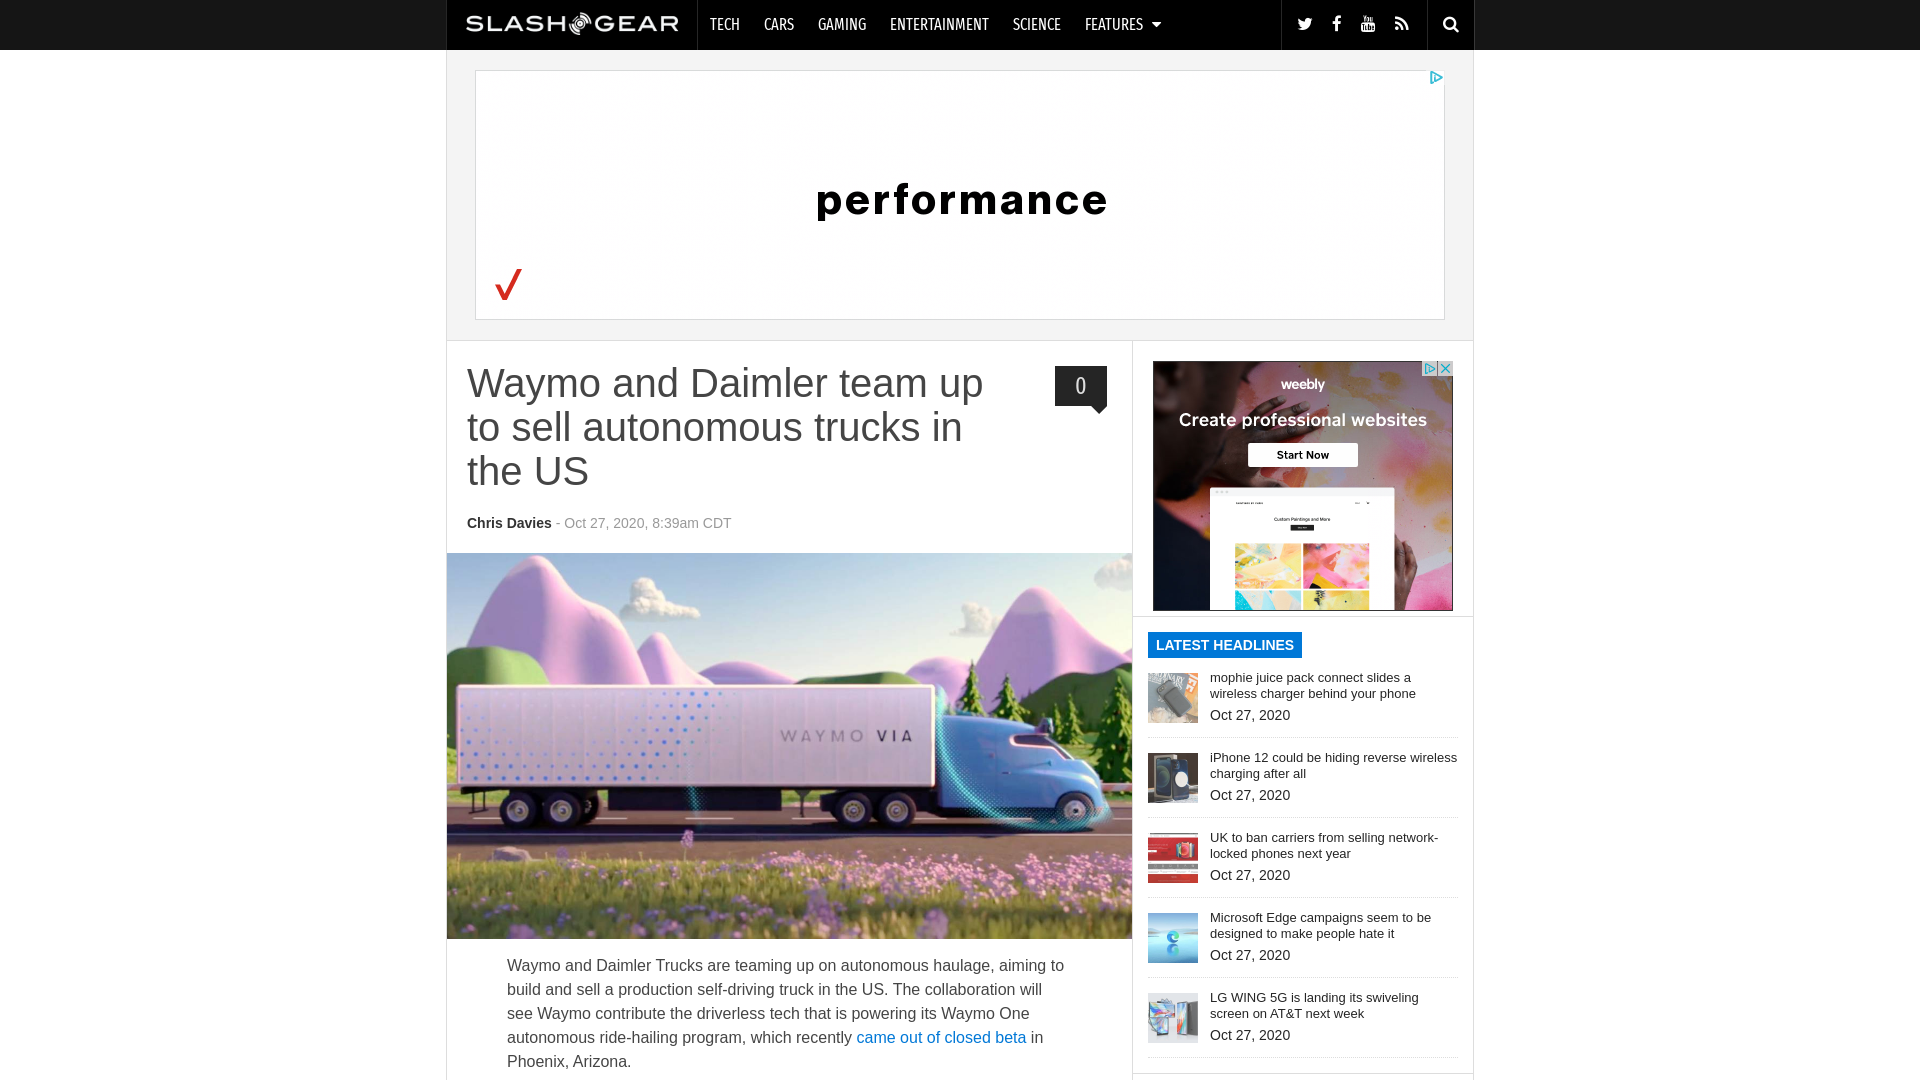 SLASHGEAR
TECH
CARS
GAMING
ENTERTAINMENT
SCIENCE
FEATURES
performance
Waymo and Daimler team up
to sell autonomous trucks in
the US
0
Chris Davies - Oct 27, 2020, 8:39am CDT
WAYMO VIA
Waymo and Daimler Trucks are teaming up on autonomous haulage, aiming to
build and sell a production self-driving truck in the US. The collaboration will
see Waymo contribute the driverless tech that is powering its Waymo One
autonomous ride-hailing program, which recently came out of closed beta in
Phoenix, Arizona.
weebly
Create professional websites
Start Now
Custom Paintings and More
LATEST HEADLINES
mophie juice pack connect slides a
wireless charger behind your phone
Oct 27, 2020
iPhone 12 could be hiding reverse wireless
charging after all
Oct 27, 2020
UK to ban carriers from selling network-
locked phones next year
Oct 27, 2020
Microsoft Edge campaigns seem to be
designed to make people hate it
Oct 27, 2020
LG WING 5G is landing its swiveling
screen on AT&T next week
Oct 27, 2020